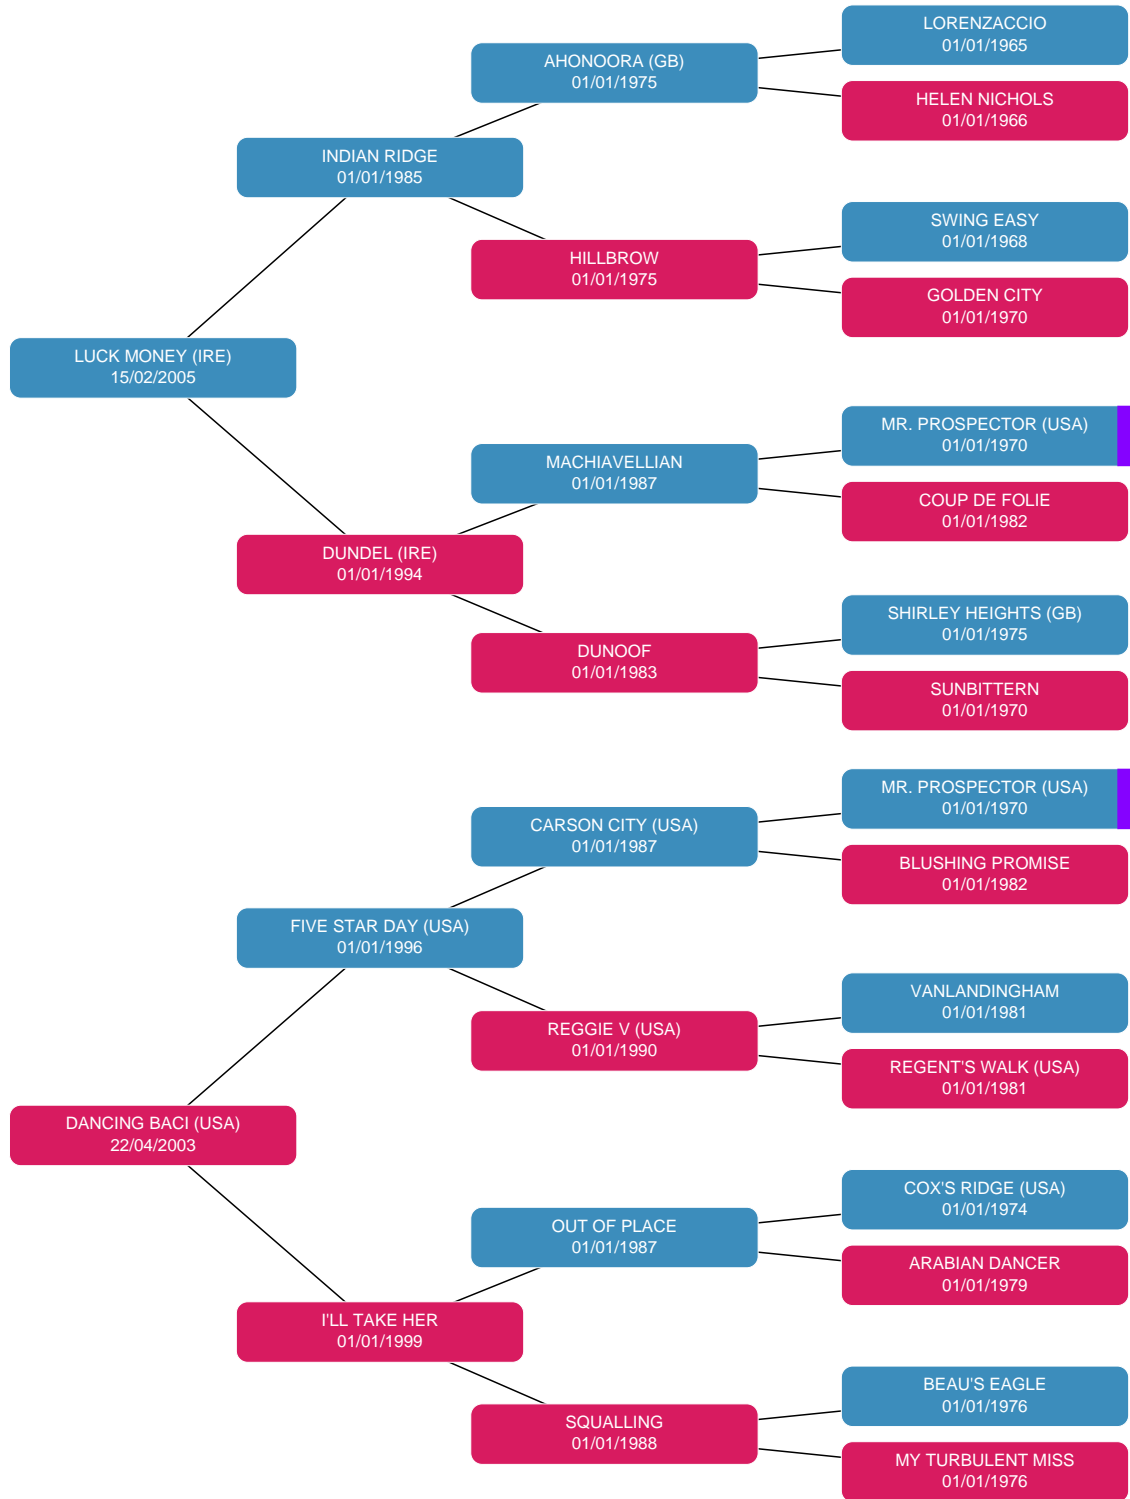 LORENZACCIO
01/01/1965
AHONOORA (GB)
01/01/1975
HELEN NICHOLS
01/01/1966
INDIAN RIDGE
01/01/1985
SWING EASY
01/01/1968
HILLBROW
01/01/1975
GOLDEN CITY
01/01/1970
LUCK MONEY (IRE)
15/02/2005
MR. PROSPECTOR (USA)
01/01/1970
MACHIAVELLIAN
01/01/1987
COUP DE FOLIE
01/01/1982
DUNDEL (IRE)
01/01/1994
SHIRLEY HEIGHTS (GB)
01/01/1975
DUNOOF
01/01/1983
SUNBITTERN
01/01/1970
MR. PROSPECTOR (USA)
01/01/1970
CARSON CITY (USA)
01/01/1987
BLUSHING PROMISE
01/01/1982
FIVE STAR DAY (USA)
01/01/1996
VANLANDINGHAM
01/01/1981
REGGIE V (USA)
01/01/1990
REGENT'S WALK (USA)
01/01/1981
DANCING BACI (USA)
22/04/2003
COX'S RIDGE (USA)
01/01/1974
OUT OF PLACE
01/01/1987
ARABIAN DANCER
01/01/1979
I'LL TAKE HER
01/01/1999
BEAU'S EAGLE
01/01/1976
SQUALLING
01/01/1988
MY TURBULENT MISS
01/01/1976